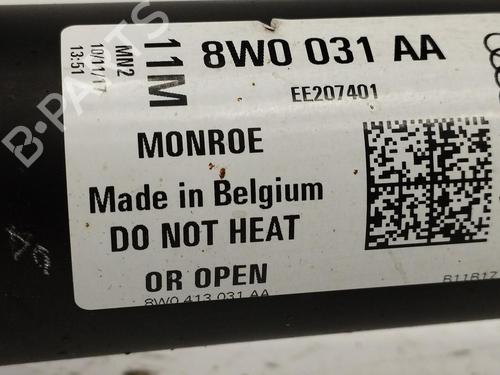 13:51
10/11/17
MN2
11M
8W0 031 AA
EE207401
MONROE
Made in Belgium
DO NOT HEAT
OR OPEN
8W0 413 031 AA
B-PARTS